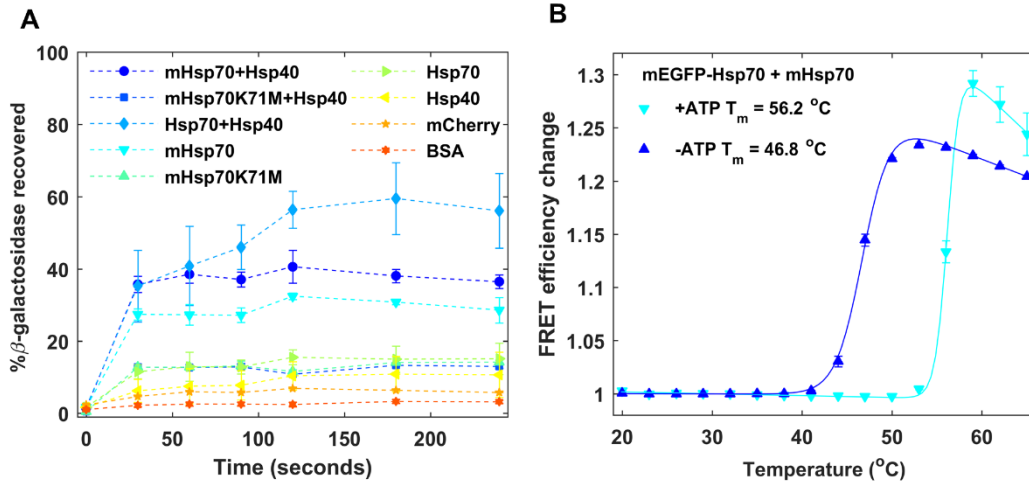 A
%β-galactosidase recovered
100
80
60
40
20
0
mHsp70+Hsp40
mHsp70K71M+Hsp40
Hsp70+Hsp40
mHsp70
mHsp70K71M
Hsp70
Hsp40
mCherry
BSA
0 50 100 150 200
Time (seconds)
B
FRET efficiency change
1.3
1.25
1.2
1.15
1.1
1.05
1
mEGFP-Hsp70 + mHsp70
+ATP Tm = 56.2 °C
-ATP Tm = 46.8 °C
20 30 40 50 60
Temperature (°C)